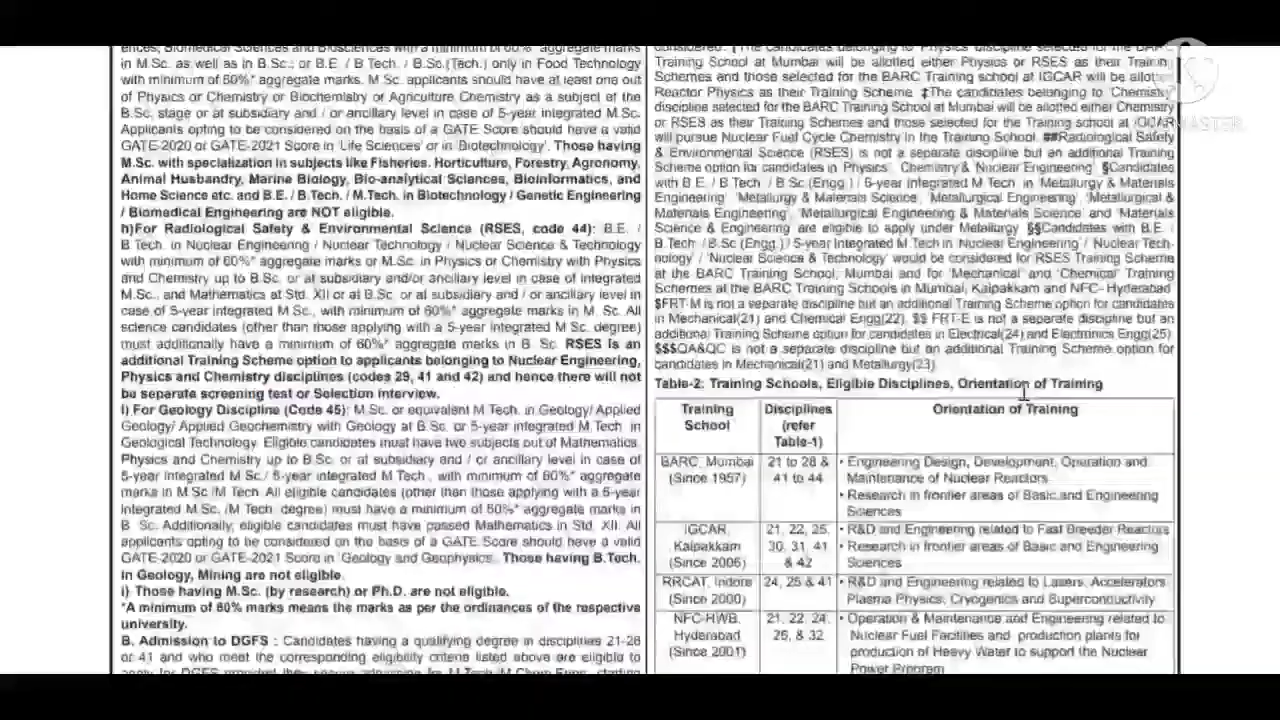 ences, Biomedical Sciences and Biosciences with a minimum of 60%* aggregate marks
in M.Sc. as well as in B.Sc.; or B.E. / B Tech. / B.Sc.(Tech.) only in Food Technology
with minimum of 60%* aggregate marks. M.Sc. applicants should have at least one out
of Physics or Chemistry or Biochemistry or Agriculture Chemistry as a subject at the
B.Sc. stage or at subsidiary and / or ancillary level in case of 5-year integrated M.Sc.
Applicants opting to be considered on the basis of a GATE Score should have a valid
GATE-2020 or GATE-2021 Score in 'Life Sciences' or in 'Biotechnology'. Those having
M.Sc. with specialization in subjects like Fisheries, Horticulture, Forestry, Agronomy,
Animal Husbandry, Marine Biology, Bio-analytical Sciences, Bioinformatics, and
Home Science etc. and B.E. / B.Tech. / M.Tech. in Biotechnology / Genetic Engineering
/ Biomedical Engineering are NOT eligible.
h)For Radiological Safety & Environmental Science (RSES, code 44): B.E. /
B Tech. in Nuclear Engineering / Nuclear Technology / Nuclear Science & Technology
with minimum of 60%* aggregate marks or M.Sc. in Physics or Chemistry with Physics
and Chemistry up to B.Sc. or at subsidiary and/or ancillary level in case of integrated
M.Sc., and Mathematics at Std. XII or at B.Sc. or at subsidiary and / or ancillary level in
case of 5-year integrated M.Sc., with minimum of 60%* aggregate marks in M. Sc. All
science candidates (other than those applying with a 5-year integrated M.Sc. degree)
must additionally have a minimum of 60%* aggregate marks in B. Sc. RSES is an
additional Training Scheme option to applicants belonging to Nuclear Engineering,
Physics and Chemistry disciplines (codes 29, 41 and 42) and hence there will not
be separate screening test or Selection Interview.
i) For Geology Discipline (Code 45): M.Sc. or equivalent M.Tech. in Geology/ Applied
Geology/ Applied Geochemistry with Geology at B.Sc. or 5-year integrated M.Tech. in
Geological Technology. Eligible candidates must have two subjects out of Mathematics,
Physics and Chemistry up to B.Sc. or at subsidiary and / or ancillary level in case of
5-year integrated M.Sc./ 5-year integrated M.Tech., with minimum of 60%* aggregate
marks in M.Sc./M.Tech. All eligible candidates (other than those applying with a 5-year
integrated M.Sc. /M.Tech. degree) must have a minimum of 60%* aggregate marks in
B. Sc. Additionally, eligible candidates must have passed Mathematics in Std. XII. All
applicants opting to be considered on the basis of a GATE Score should have a valid
GATE-2020 or GATE-2021 Score in 'Geology and Geophysics'. Those having B.Tech.
in Geology, Mining are not eligible.
i) Those having M.Sc. (by research) or Ph.D. are not eligible.
*A minimum of 60% marks means the marks as per the ordinances of the respective
university.
B. Admission to DGFS : Candidates having a qualifying degree in disciplines 21-28
or 41 and who meet the corresponding eligibility criteria listed above are eligible to
apply for DGFS provided they secure admission for M.Tech./M.Chem.Engg. starting
considered. †The candidates belonging to 'Physics' discipline selected for the BARC
Training School at Mumbai will be allotted either Physics or RSES as their Training
Schemes and those selected for the BARC Training school at IGCAR will be allotted
Reactor Physics as their Training Scheme. ‡The candidates belonging to 'Chemistry'
discipline selected for the BARC Training School at Mumbai will be allotted either Chemistry
or RSES as their Training Schemes and those selected for the Training school at IGCAR
will pursue Nuclear Fuel Cycle Chemistry in the Training School. ##Radiological Safety
& Environmental Science (RSES) is not a separate discipline but an additional Training
Scheme option for candidates in Physics, Chemistry & Nuclear Engineering. §Candidates
with B.E. / B.Tech. / B.Sc.(Engg.) / 5-year Integrated M.Tech. in 'Metallurgy & Materials
Engineering', 'Metallurgy & Materials Science', 'Metallurgical Engineering', 'Metallurgical &
Materials Engineering', 'Metallurgical Engineering & Materials Science' and 'Materials
Science & Engineering' are eligible to apply under Metallurgy. §§Candidates with B.E. /
B.Tech. / B.Sc (Engg.) / 5-year Integrated M.Tech in 'Nuclear Engineering' / 'Nuclear Tech-
nology' / 'Nuclear Science & Technology' would be considered for RSES Training Scheme
at the BARC Training School, Mumbai and for 'Mechanical' and 'Chemical' Training
Schemes at the BARC Training Schools in Mumbai, Kalpakkam and NFC- Hyderabad.
$FRT-M is not a separate discipline but an additional Training Scheme option for candidates
in Mechanical(21) and Chemical Engg(22). $$ FRT-E is not a separate discipline but an
additional Training Scheme option for candidates in Electrical(24) and Electronics Engg(25).
$$$QA&QC is not a separate discipline but an additional Training Scheme option for
candidates in Mechanical(21) and Metallurgy(23).
Table-2: Training Schools, Eligible Disciplines, Orientation of Training
Training School
Disciplines (refer Table-1)
Orientation of Training
BARC, Mumbai (Since 1957)
21 to 28 & 41 to 44
• Engineering Design, Development, Operation and
Maintenance of Nuclear Reactors
• Research in frontier areas of Basic and Engineering
Sciences
IGCAR, Kalpakkam (Since 2006)
21, 22, 25, 30, 31, 41 & 42
• R&D and Engineering related to Fast Breeder Reactors
• Research in frontier areas of Basic and Engineering
Sciences
RRCAT, Indore (Since 2000)
24, 25 & 41
• R&D and Engineering related to Lasers, Accelerators,
Plasma Physics, Cryogenics and Superconductivity
NFC-HWB, Hyderabad (Since 2001)
21, 22, 24, 25, & 32
• Operation & Maintenance and Engineering related to
Nuclear Fuel Facilities and production plants for
production of Heavy Water to support the Nuclear
Power Program